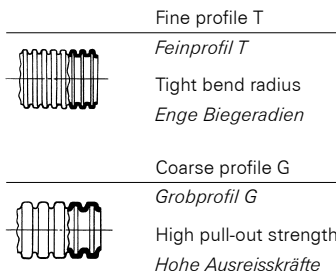 Fine profile T
Feinprofil T
Tight bend radius
Enge Biegeradien
Coarse profile G
Grobprofil G
High pull-out strength
Hohe Ausreisskräfte